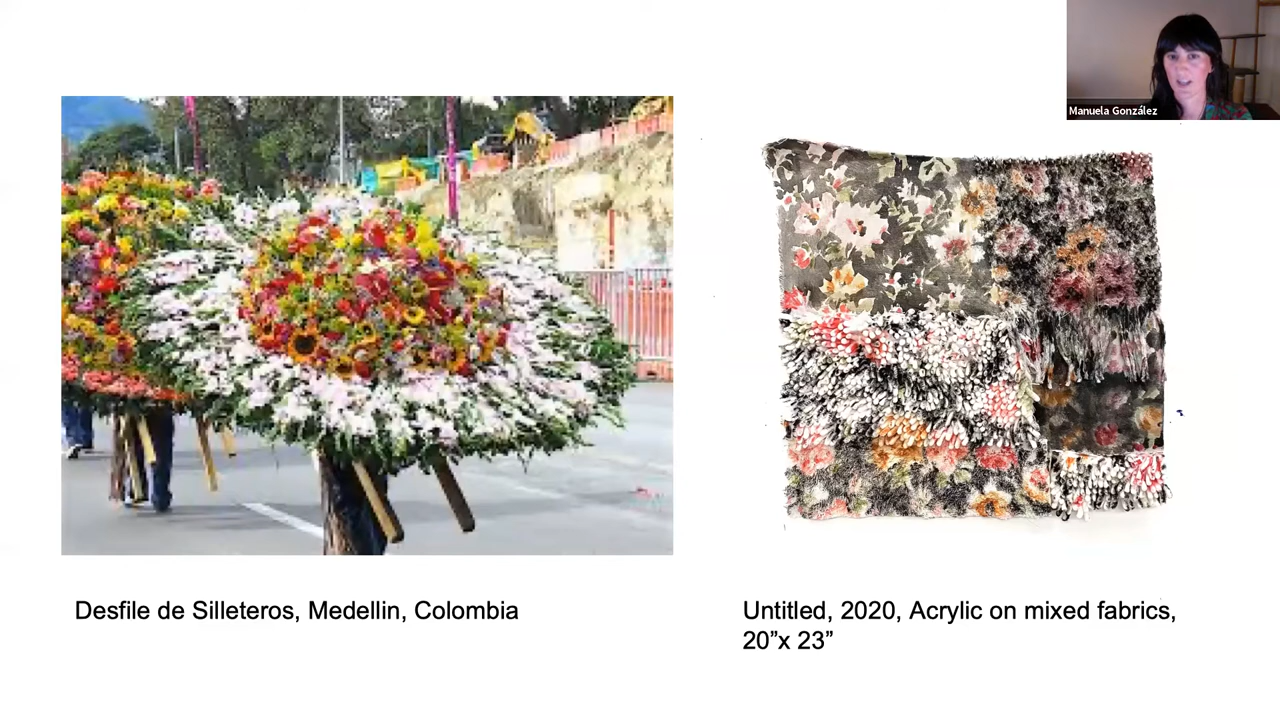 Manuela González
Desfile de Silleteros, Medellin, Colombia
Untitled, 2020, Acrylic on mixed fabrics,
20”x 23”